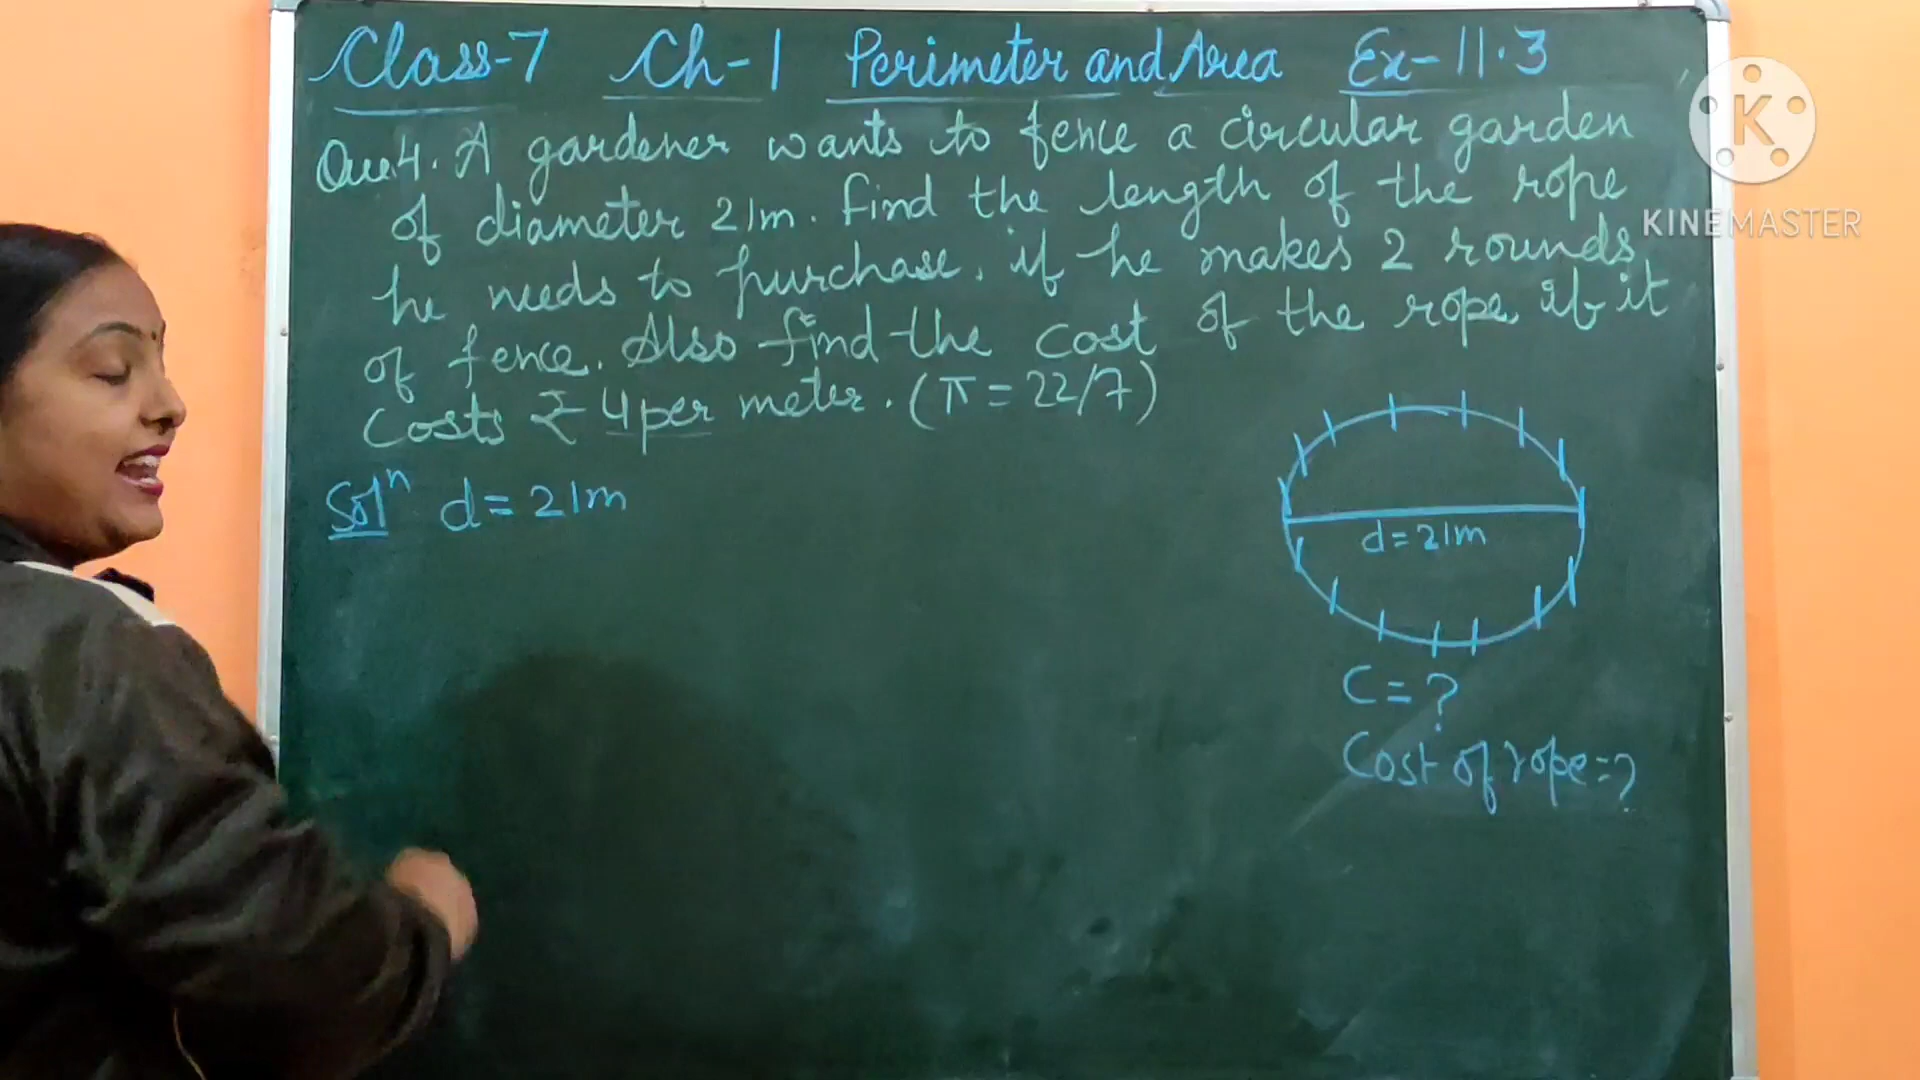 Class-7 Ch-1 Perimeter and Area Ex-11.3
Que.4. A gardener wants to fence a circular garden
of diameter 21m. Find the length of the rope
he needs to purchase, if he makes 2 rounds
of fence. Also find the cost of the rope, if it
costs ₹ 4 per meter. (π = 22/7)
Solⁿ d = 21m
d = 21m
C = ?
Cost of rope = ?
K
KINEMASTER